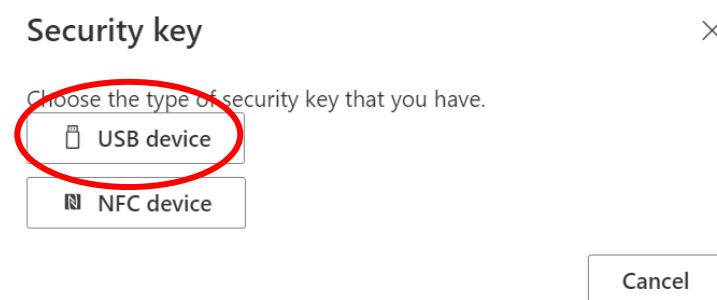 Security key
Choose the type of security key that you have.
USB device
NFC device
Cancel